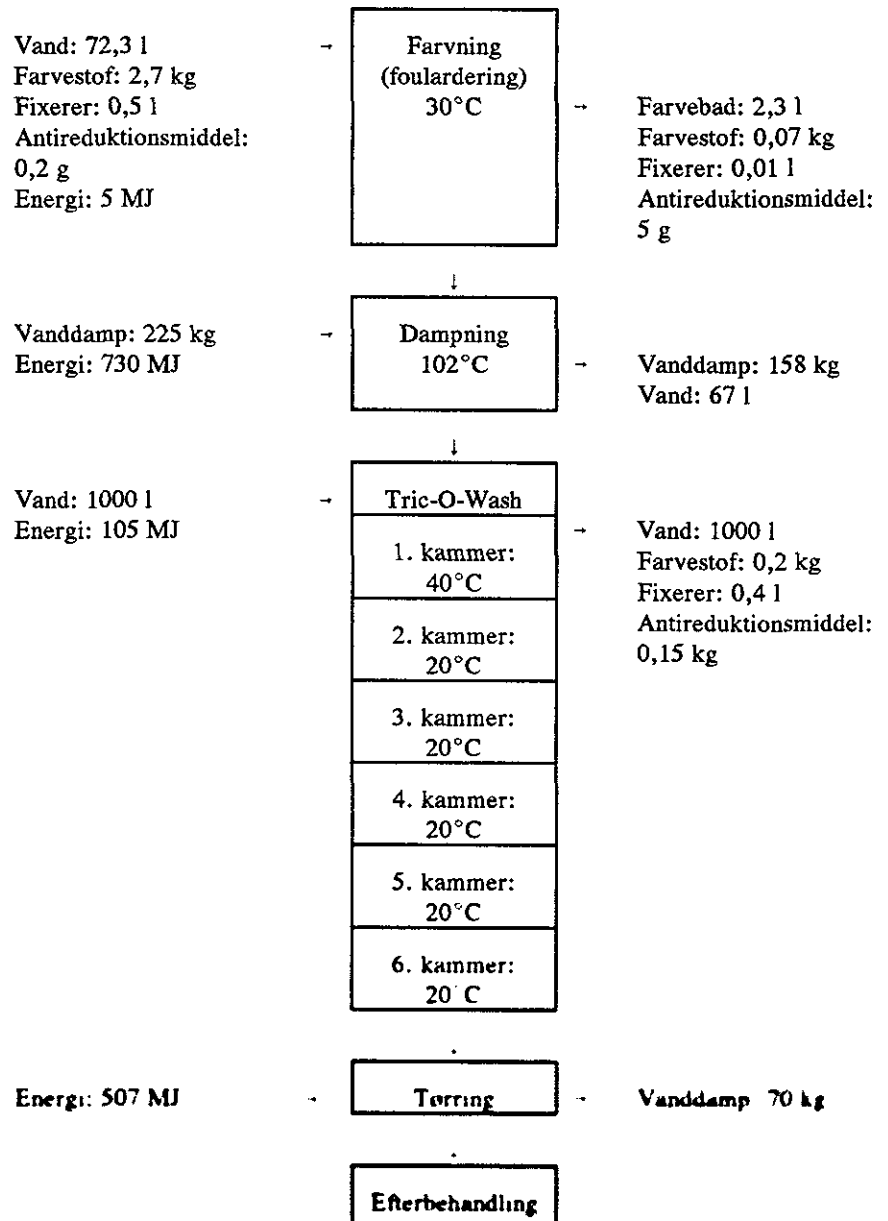 Vand: 72,3 l
Farvestof: 2,7 kg
Fixerer: 0,5 l
Antireduktionsmiddel:
0,2 g
Energi: 5 MJ
→
Farvning
(foulardering)
30°C
→
Farvebad: 2,3 l
Farvestof: 0,07 kg
Fixerer: 0,01 l
Antireduktionsmiddel:
5 g
↓
Vanddamp: 225 kg
Energi: 730 MJ
→
Dampning
102°C
→
Vanddamp: 158 kg
Vand: 67 l
↓
Vand: 1000 l
Energi: 105 MJ
→
Tric-O-Wash
1. kammer:
40°C
2. kammer:
20°C
3. kammer:
20°C
4. kammer:
20°C
5. kammer:
20°C
6. kammer:
20°C
→
Vand: 1000 l
Farvestof: 0,2 kg
Fixerer: 0,4 l
Antireduktionsmiddel:
0,15 kg
Energi: 507 MJ
→
Tørring
→
Vanddamp 70 kg
Efterbehandling